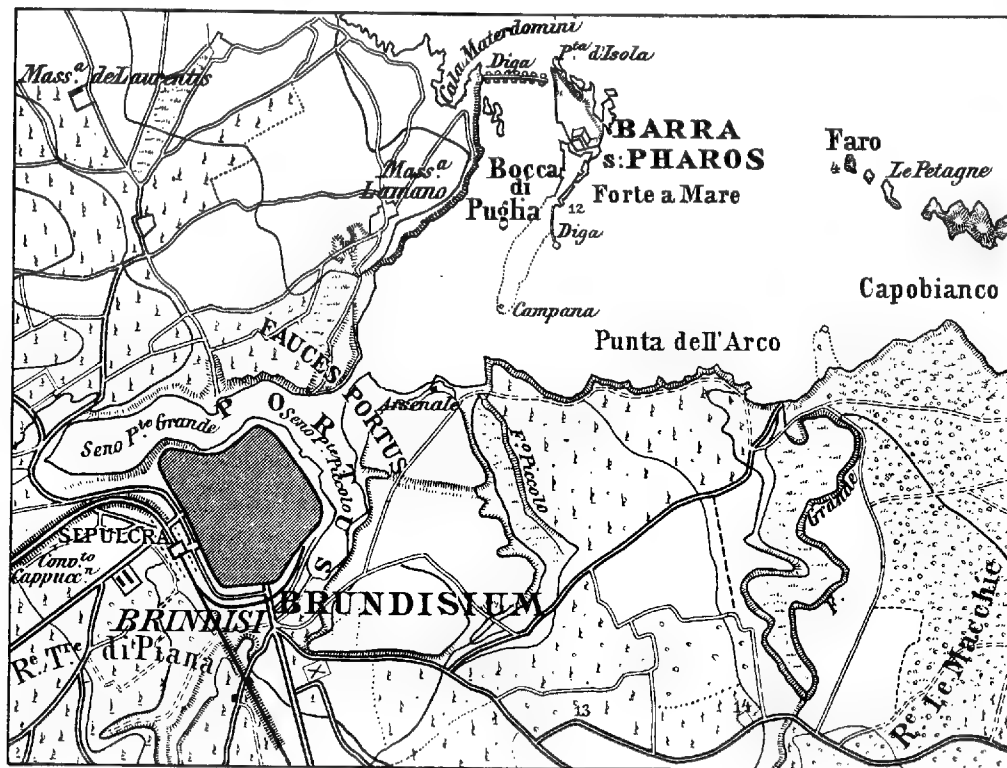 Mass.ª de Laurentis
Cala Materdomini
Diga
P.ta d'Isola
BARRA
s: PHAROS
Forte a Mare
Faro
4
Le Petagne
Mass.ª
Lamano
Bocca
di
Puglia
12
Diga
Campana
Capobianco
Punta dell'Arco
FAUCES PORTUS
PORTUS
Seno P.te Grande
Seno P.te Piccolo
Arsenale
F.o Piccolo
F. Grande
SEPULCRA
Conv.to
Cappucc.n
BRINDISI
BRUNDISIUM
di Piana
R.e T.re
13
14
R.e Le Macchie